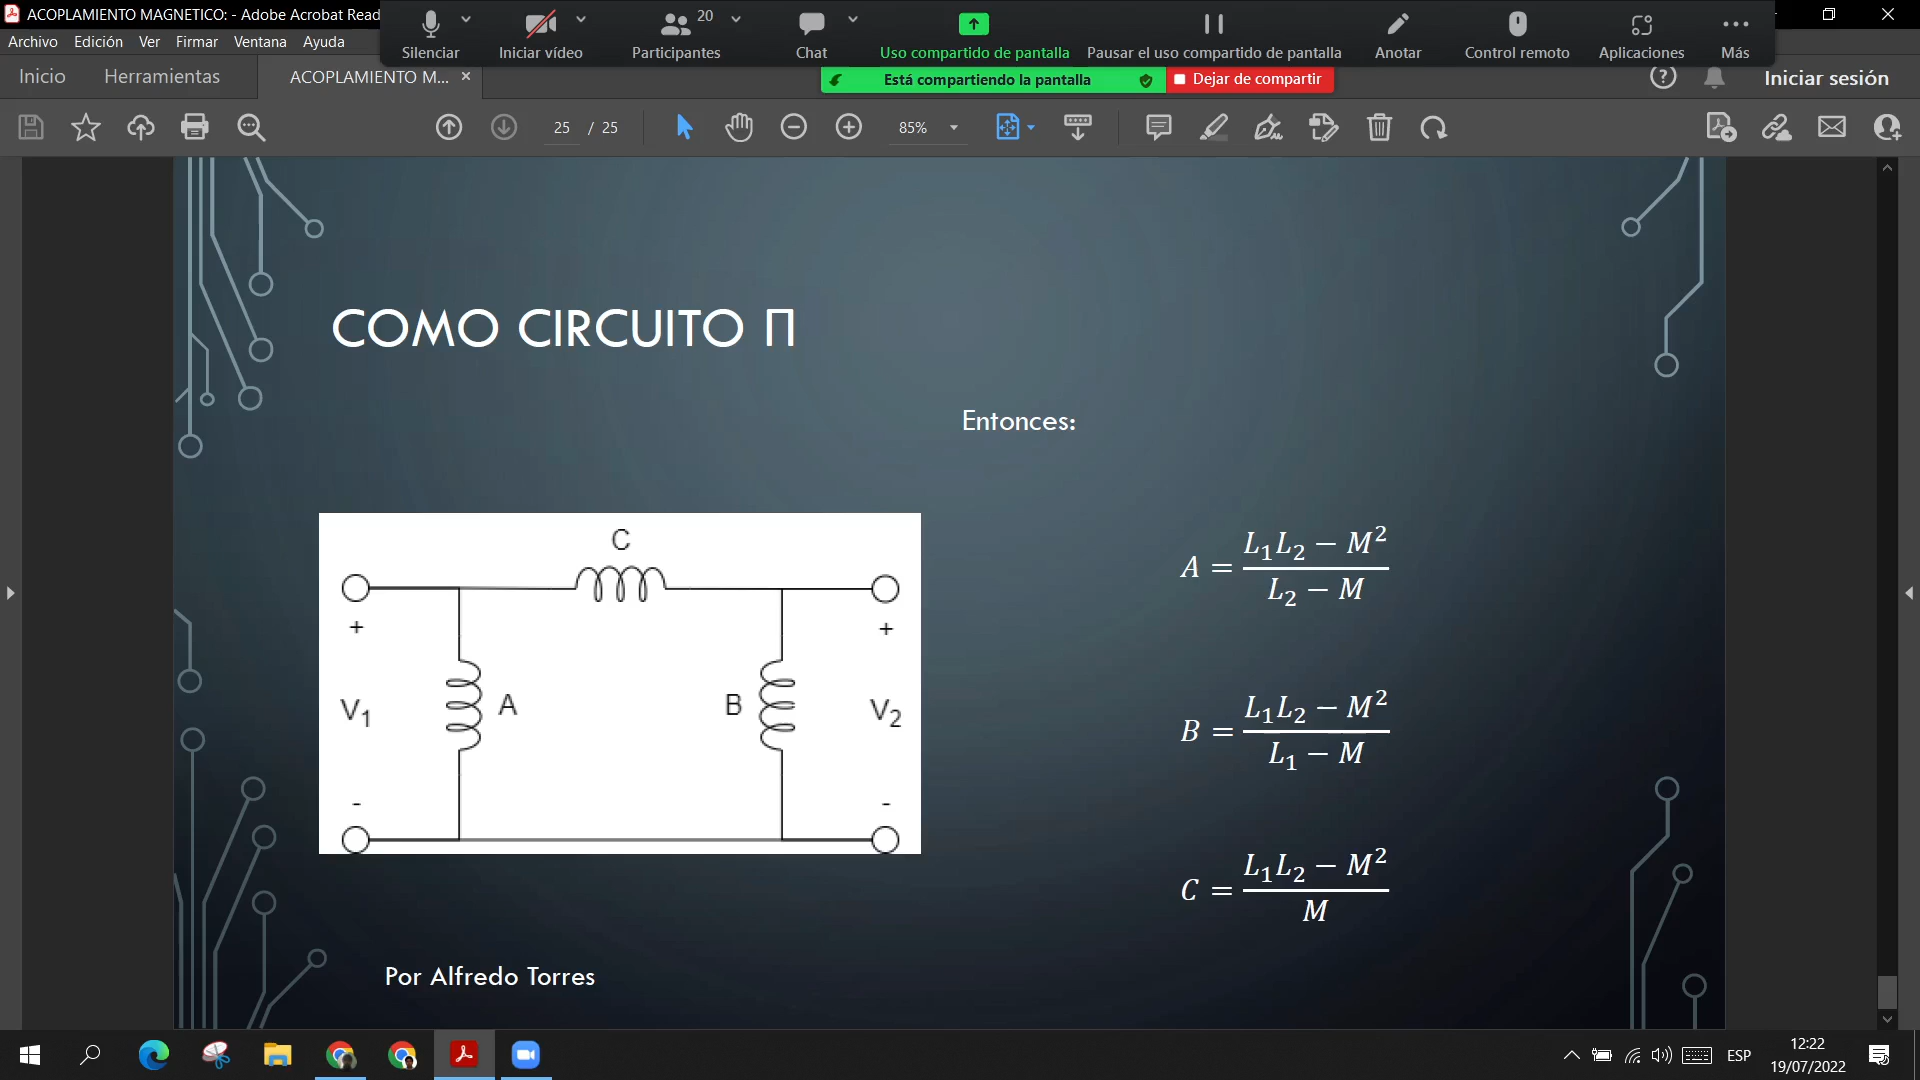 ACOPLAMIENTO MAGNETICO: - Adobe Acrobat Read
Archivo Edición Ver Firmar Ventana Ayuda
Silenciar Iniciar vídeo Participantes 20 Chat Uso compartido de pantalla Pausar el uso compartido de pantalla Anotar Control remoto Aplicaciones Más
Está compartiendo la pantalla Dejar de compartir
Inicio Herramientas ACOPLAMIENTO M... × Iniciar sesión
25 / 25 85%
COMO CIRCUITO Π
Entonces:
C
+ +
V₁ A B V₂
- -
A = (L₁L₂ − M²) / (L₂ − M)
B = (L₁L₂ − M²) / (L₁ − M)
C = (L₁L₂ − M²) / M
Por Alfredo Torres
ESP
12:22
19/07/2022